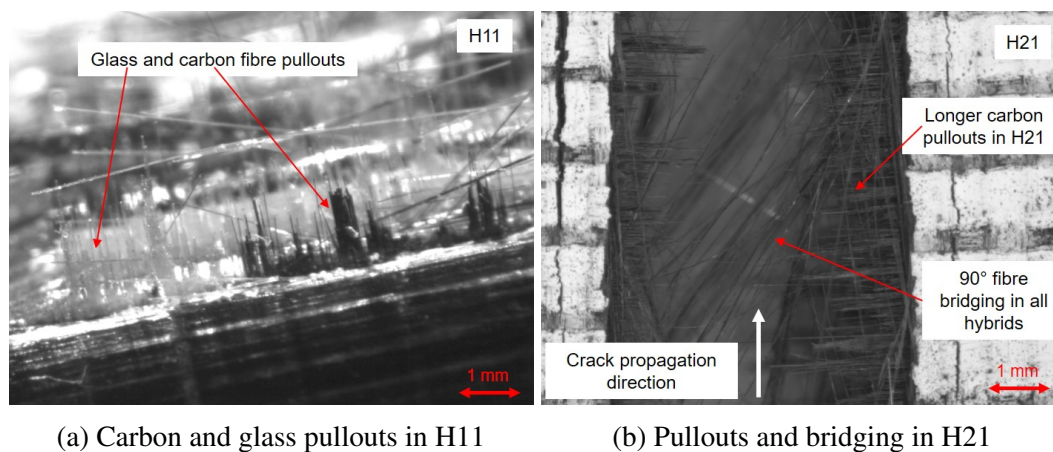 H11
Glass and carbon fibre pullouts
1 mm
H21
Longer carbon
pullouts in H21
90° fibre
bridging in all
hybrids
Crack propagation
direction
1 mm
(a) Carbon and glass pullouts in H11
(b) Pullouts and bridging in H21